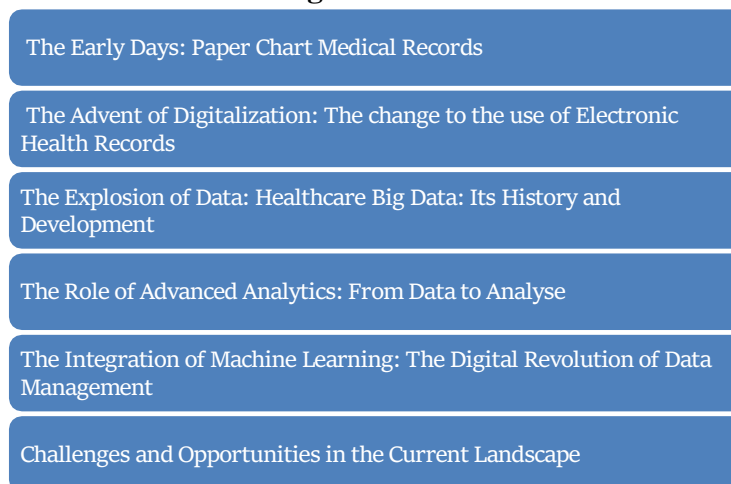 The Early Days: Paper Chart Medical Records
The Advent of Digitalization: The change to the use of Electronic
Health Records
The Explosion of Data: Healthcare Big Data: Its History and
Development
The Role of Advanced Analytics: From Data to Analyse
The Integration of Machine Learning: The Digital Revolution of Data
Management
Challenges and Opportunities in the Current Landscape